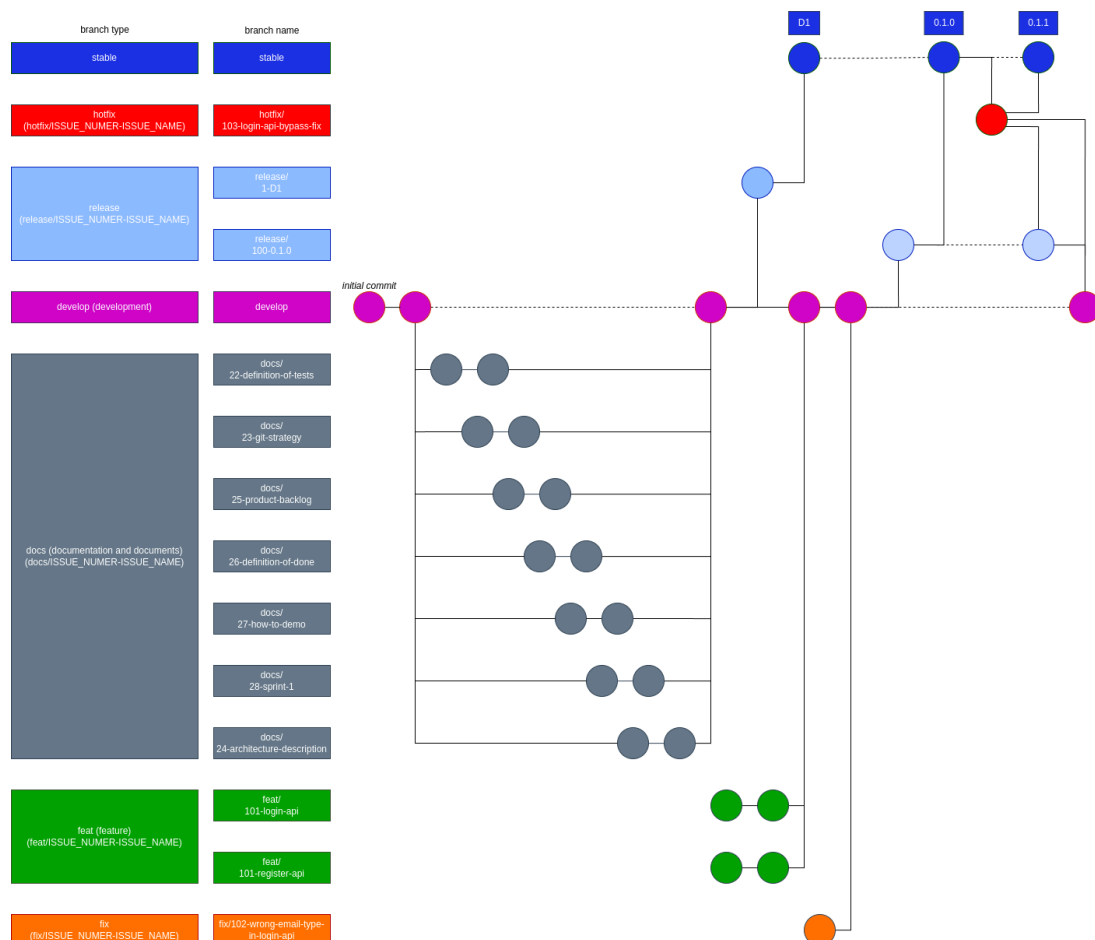 branch type
branch name
D1
0.1.0
0.1.1
stable
stable
hotfix
(hotfix/ISSUE_NUMER-ISSUE_NAME)
hotfix/
103-login-api-bypass-fix
release
(release/ISSUE_NUMER-ISSUE_NAME)
release/
1-D1
release/
100-0.1.0
initial commit
develop (development)
develop
docs (documentation and documents)
(docs/ISSUE_NUMER-ISSUE_NAME)
docs/
22-definition-of-tests
docs/
23-git-strategy
docs/
25-product-backlog
docs/
26-definition-of-done
docs/
27-how-to-demo
docs/
28-sprint-1
docs/
24-architecture-description
feat (feature)
(feat/ISSUE_NUMER-ISSUE_NAME)
feat/
101-login-api
feat/
101-register-api
fix
(fix/ISSUE_NUMER-ISSUE_NAME)
fix/102-wrong-email-type-
in-login-api